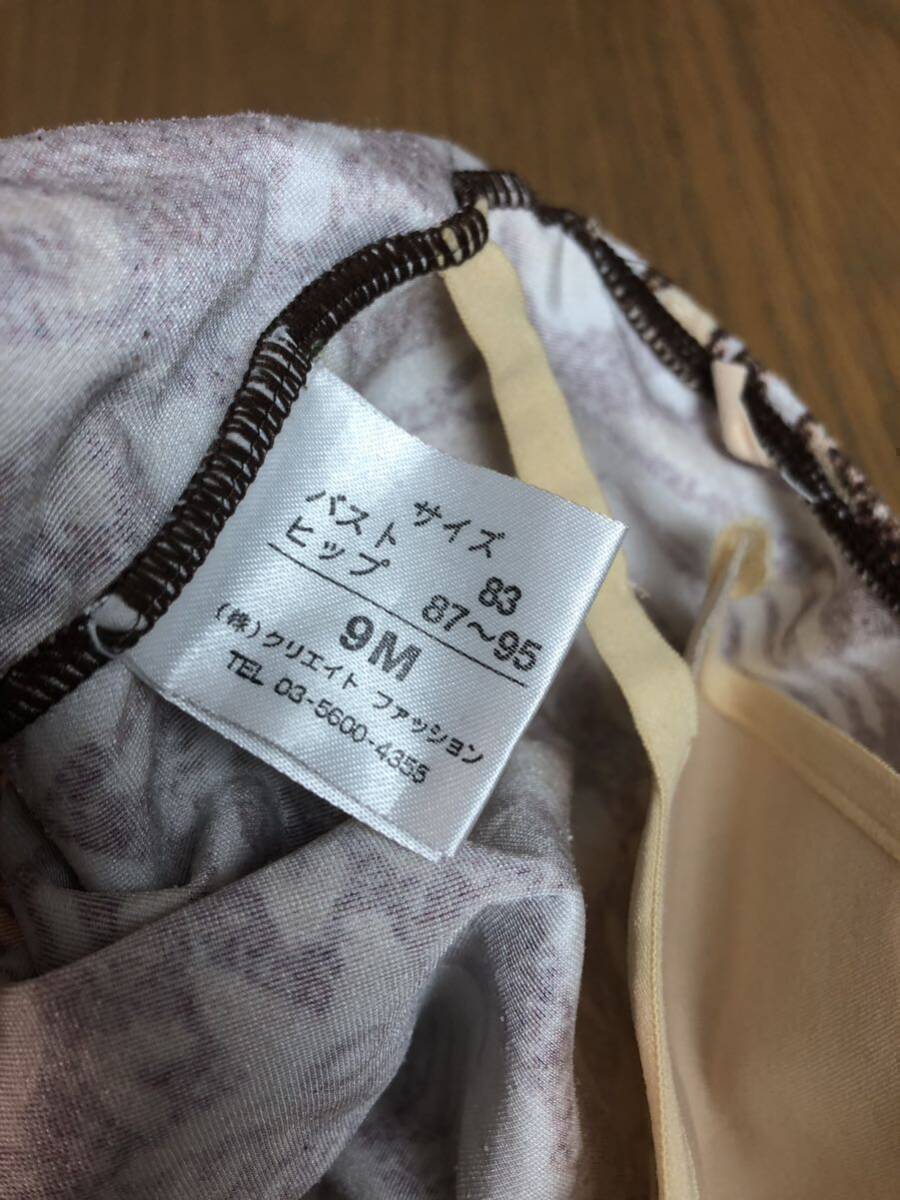 サイズ
バスト 83
ヒップ 87～95
9M
(株)クリエイト ファッション
TEL 03-5600-4355